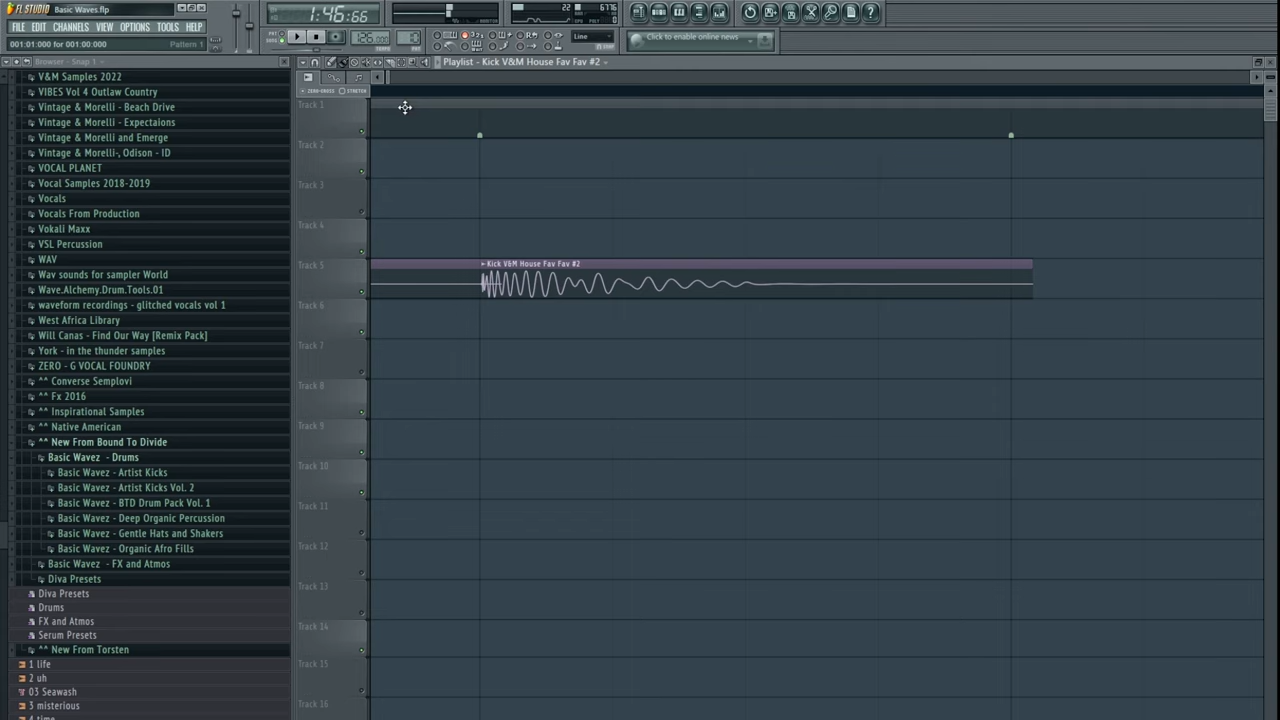 FL STUDIO Basic Waves.flp
FILE EDIT CHANNELS VIEW OPTIONS TOOLS HELP
001:01:000 for 001:00:000 Pattern 1
1:46:66
22 6176
126.000
Line
Click to enable online news
Browser - Snap 1
Playlist - Kick V&M House Fav Fav #2
ZERO-CROSS STRETCH
V&M Samples 2022
VIBES Vol 4 Outlaw Country
Vintage & Morelli - Beach Drive
Vintage & Morelli - Expectaions
Vintage & Morelli and Emerge
Vintage & Morelli-, Odison - ID
VOCAL PLANET
Vocal Samples 2018-2019
Vocals
Vocals From Production
Vokali Maxx
VSL Percussion
WAV
Wav sounds for sampler World
Wave.Alchemy.Drum.Tools.01
waveform recordings - glitched vocals vol 1
West Africa Library
Will Canas - Find Our Way [Remix Pack]
York - in the thunder samples
ZERO - G VOCAL FOUNDRY
^^ Converse Semplovi
^^ Fx 2016
^^ Inspirational Samples
^^ Native American
^^ New From Bound To Divide
Basic Wavez - Drums
Basic Wavez - Artist Kicks
Basic Wavez - Artist Kicks Vol. 2
Basic Wavez - BTD Drum Pack Vol. 1
Basic Wavez - Deep Organic Percussion
Basic Wavez - Gentle Hats and Shakers
Basic Wavez - Organic Afro Fills
Basic Wavez - FX and Atmos
Diva Presets
Diva Presets
Drums
FX and Atmos
Serum Presets
^^ New From Torsten
1 life
2 uh
03 Seawash
3 misterious
Track 1
Track 2
Track 3
Track 4
Track 5
Kick V&M House Fav Fav #2
Track 6
Track 7
Track 8
Track 9
Track 10
Track 11
Track 12
Track 13
Track 14
Track 15
Track 16